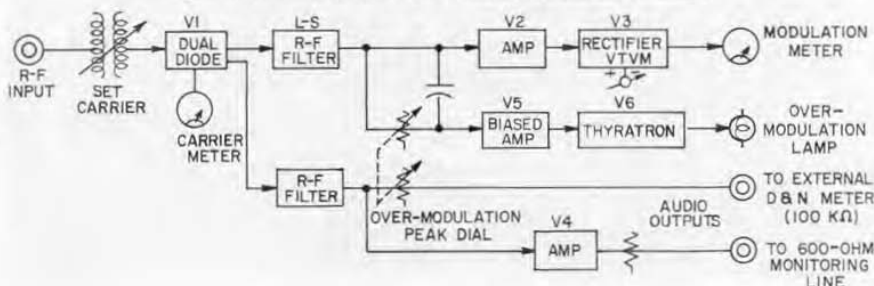 R-F
INPUT
SET
CARRIER
V1
DUAL
DIODE
CARRIER
METER
L-S
R-F
FILTER
R-F
FILTER
OVER-MODULATION
PEAK DIAL
V2
AMP
V3
RECTIFIER
VTVM
+ -
MODULATION
METER
V5
BIASED AMP
V6
THYRATRON
OVER-
MODULATION
LAMP
TO EXTERNAL
D & N METER
(100 KΩ)
AUDIO
OUTPUTS
V4
AMP
TO 600-OHM
MONITORING
LINE